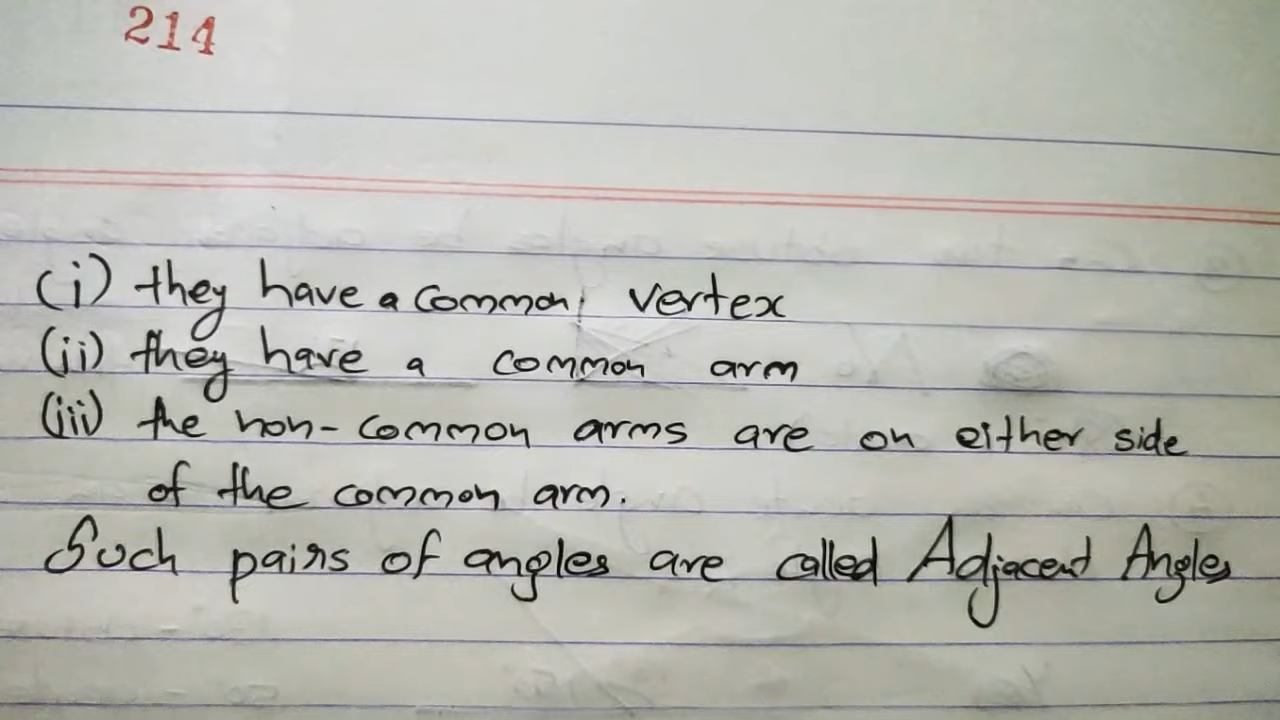 214
(i) they have a common vertex
(ii) they have a common arm
(iii) the non-common arms are on either side
of the common arm.
Such pairs of angles are called Adjacent Angles